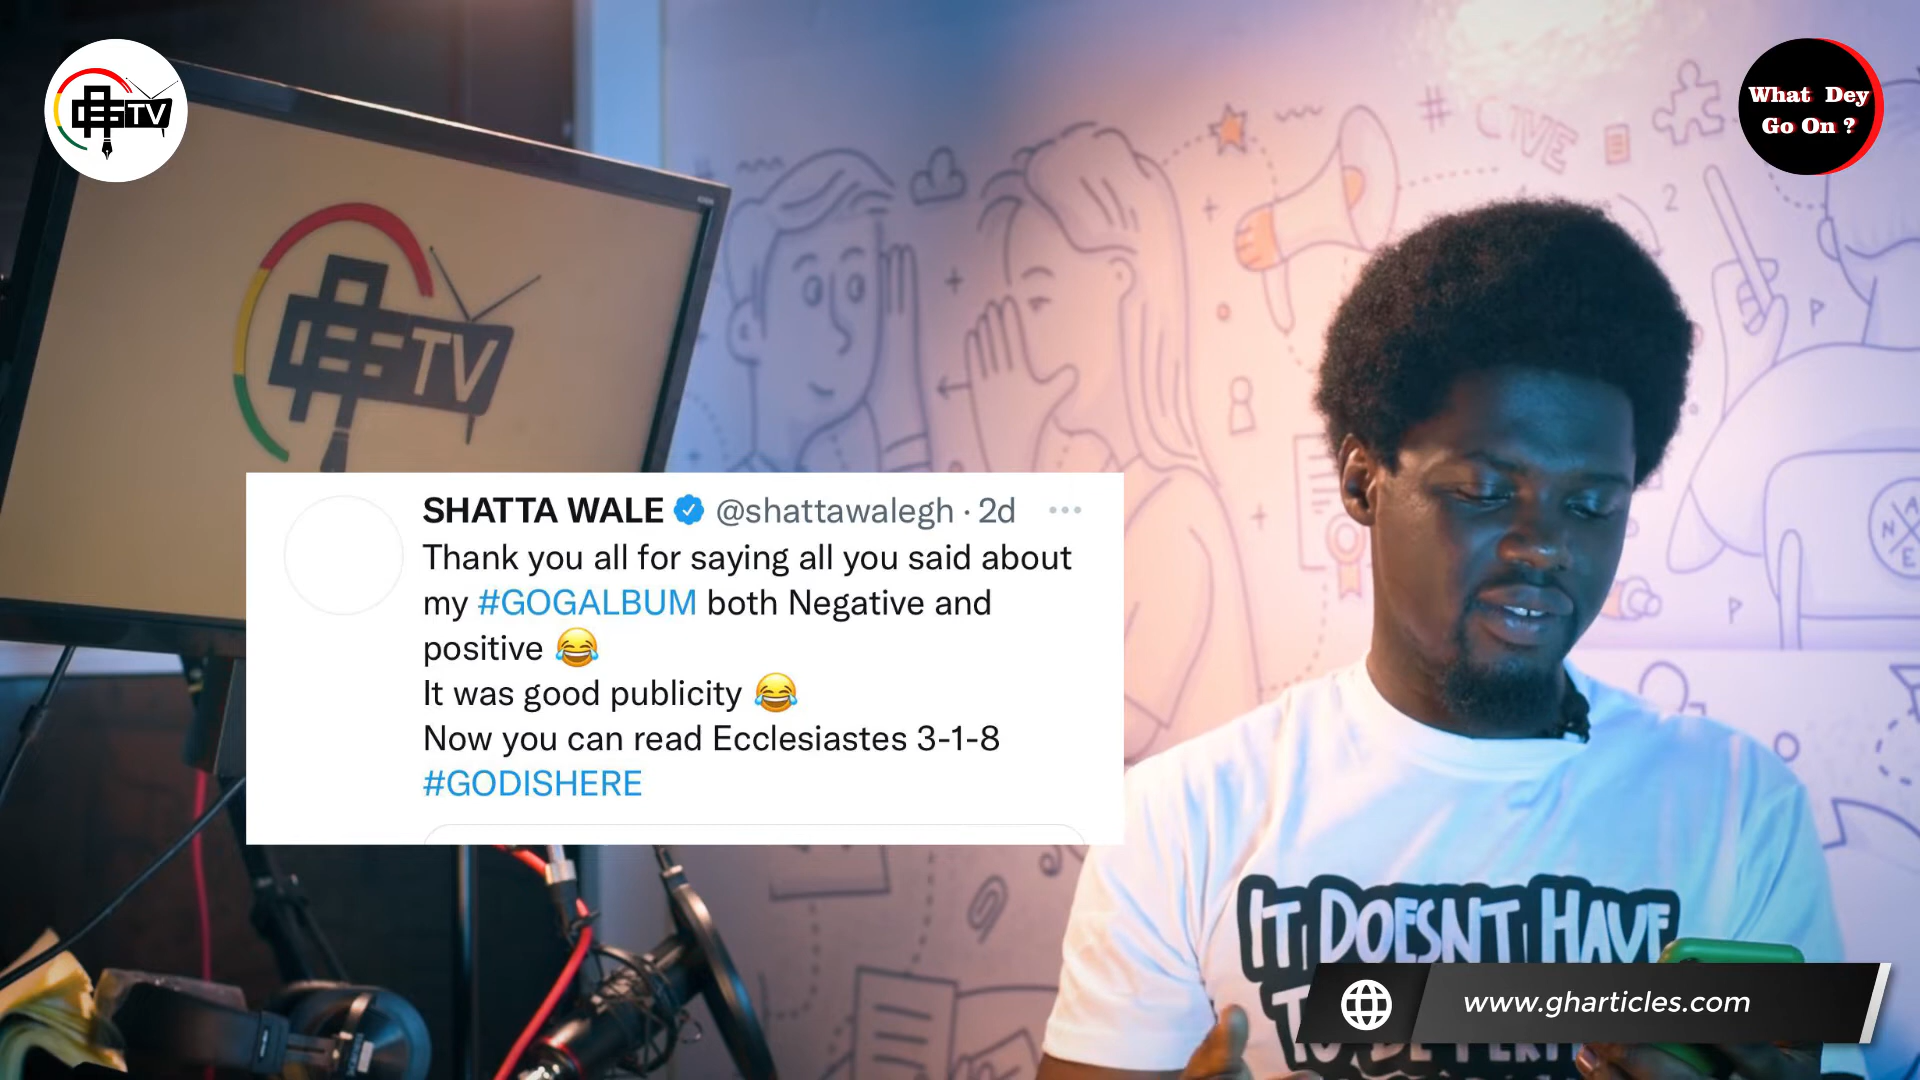 TV
What Dey
Go On ?
TV
SHATTA WALE @shattawalegh · 2d
Thank you all for saying all you said about
my #GOGALBUM both Negative and
positive 😂
It was good publicity 😂
Now you can read Ecclesiastes 3-1-8
#GODISHERE
IT DOESN'T HAVE
TO BE
www.gharticles.com